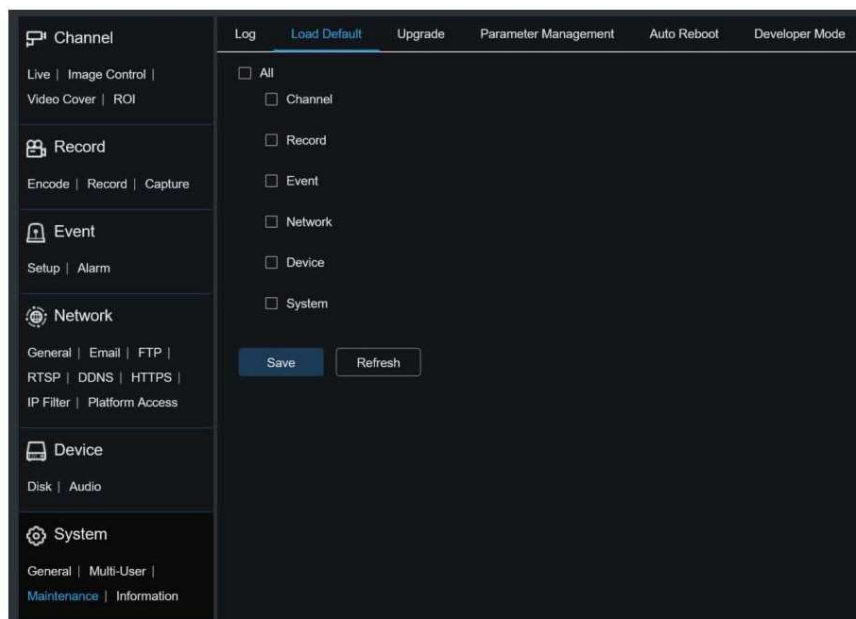 Channel
Live | Image Control |
Video Cover | ROI
Record
Encode | Record | Capture
Event
Setup | Alarm
Network
General | Email | FTP |
RTSP | DDNS | HTTPS |
IP Filter | Platform Access
Device
Disk | Audio
System
General | Multi-User |
Maintenance | Information
Log Load Default Upgrade Parameter Management Auto Reboot Developer Mode
All
Channel
Record
Event
Network
Device
System
Save Refresh